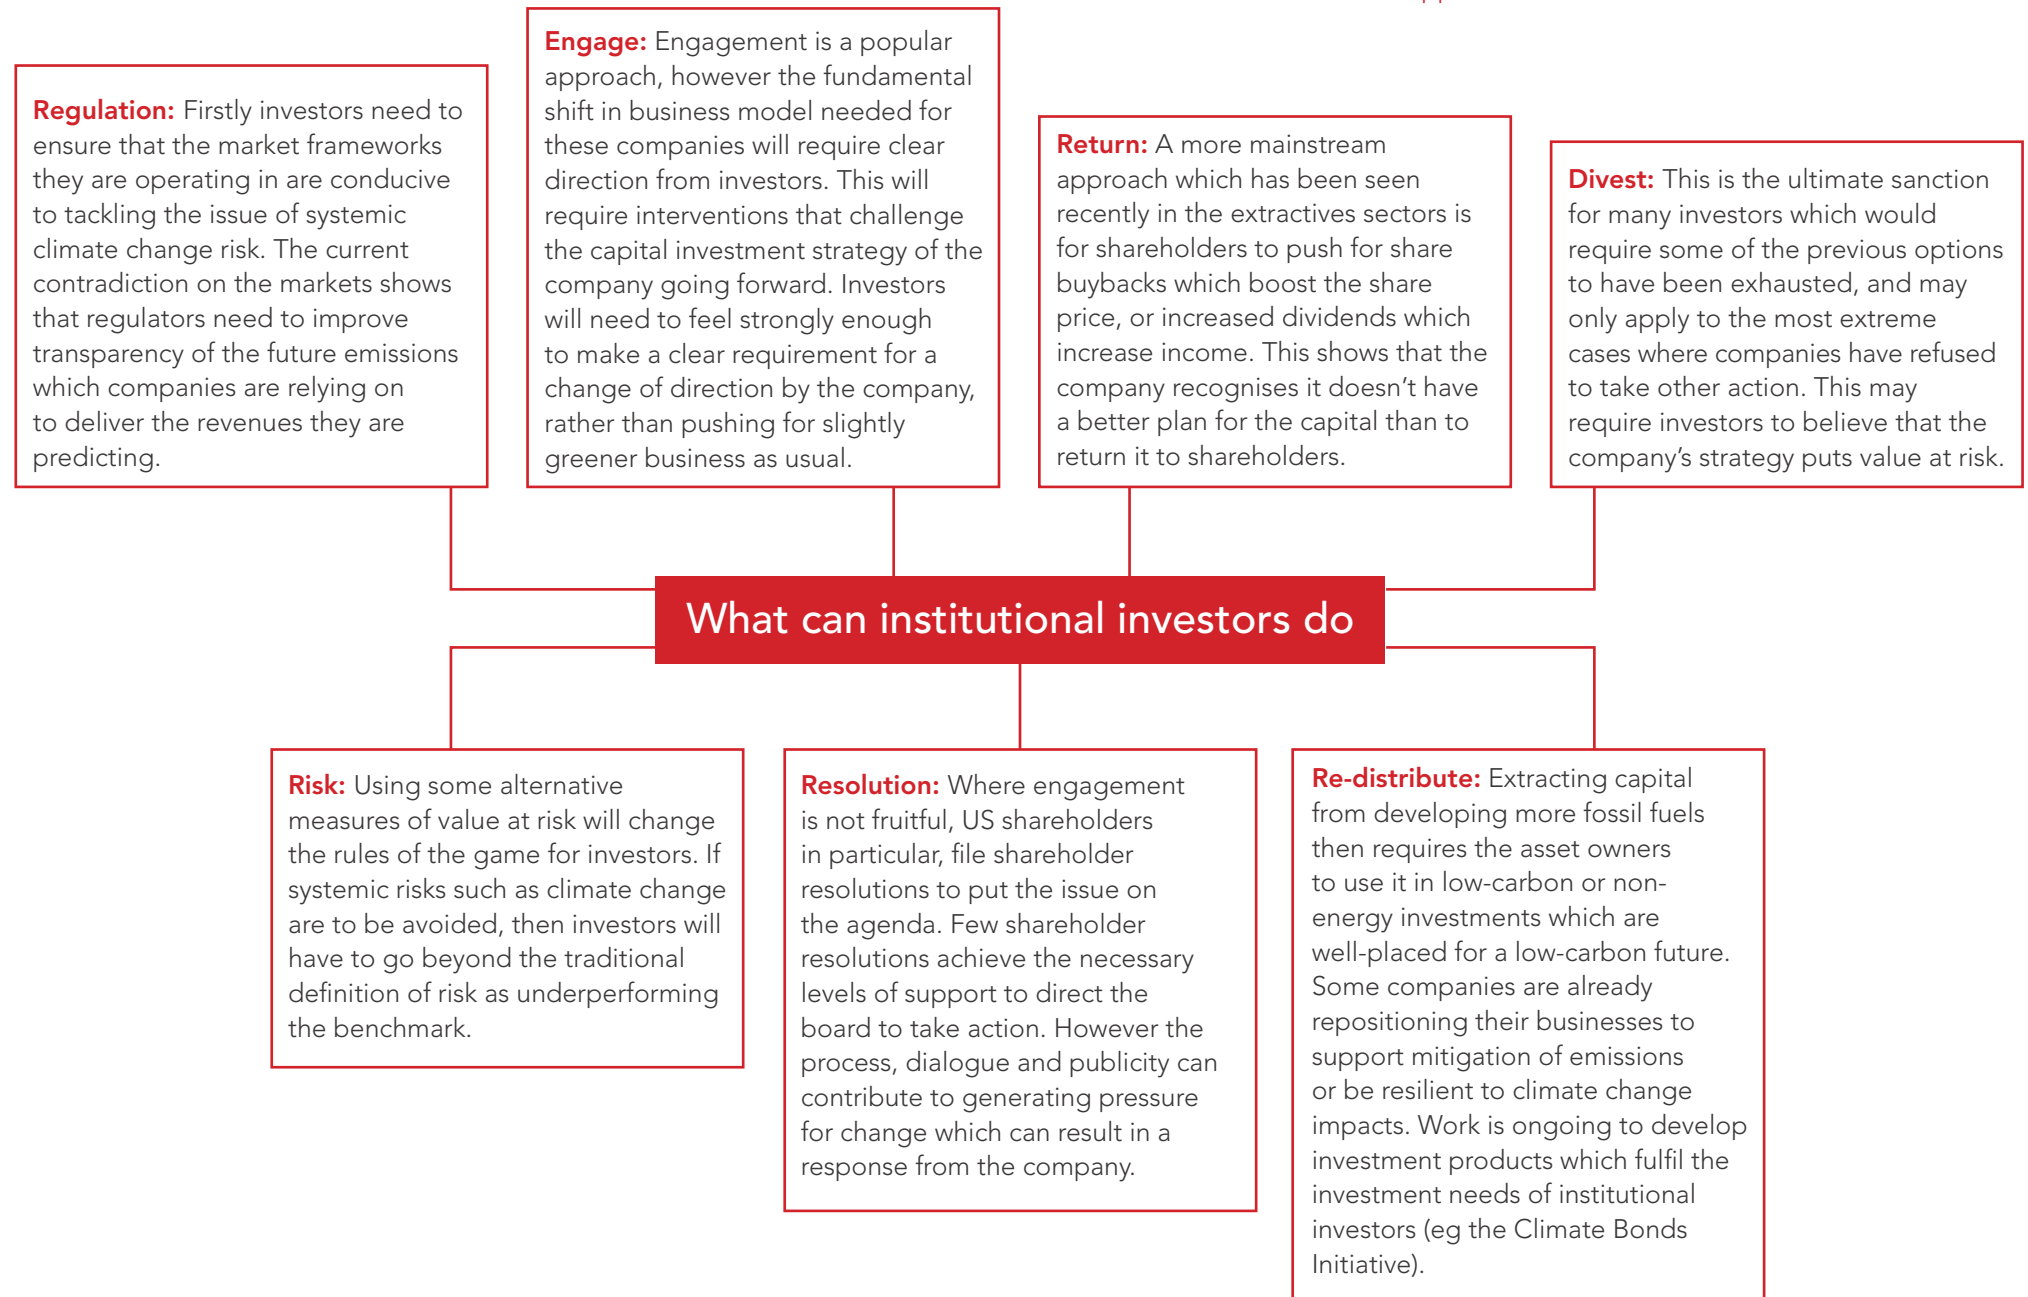 Regulation: Firstly investors need to
ensure that the market frameworks
they are operating in are conducive
to tackling the issue of systemic
climate change risk. The current
contradiction on the markets shows
that regulators need to improve
transparency of the future emissions
which companies are relying on
to deliver the revenues they are
predicting.
Engage: Engagement is a popular
approach, however the fundamental
shift in business model needed for
these companies will require clear
direction from investors. This will
require interventions that challenge
the capital investment strategy of the
company going forward. Investors
will need to feel strongly enough
to make a clear requirement for a
change of direction by the company,
rather than pushing for slightly
greener business as usual.
Return: A more mainstream
approach which has been seen
recently in the extractives sectors is
for shareholders to push for share
buybacks which boost the share
price, or increased dividends which
increase income. This shows that the
company recognises it doesn’t have
a better plan for the capital than to
return it to shareholders.
Divest: This is the ultimate sanction
for many investors which would
require some of the previous options
to have been exhausted, and may
only apply to the most extreme
cases where companies have refused
to take other action. This may
require investors to believe that the
company’s strategy puts value at risk.
What can institutional investors do
Risk: Using some alternative
measures of value at risk will change
the rules of the game for investors. If
systemic risks such as climate change
are to be avoided, then investors will
have to go beyond the traditional
definition of risk as underperforming
the benchmark.
Resolution: Where engagement
is not fruitful, US shareholders
in particular, file shareholder
resolutions to put the issue on
the agenda. Few shareholder
resolutions achieve the necessary
levels of support to direct the
board to take action. However the
process, dialogue and publicity can
contribute to generating pressure
for change which can result in a
response from the company.
Re-distribute: Extracting capital
from developing more fossil fuels
then requires the asset owners
to use it in low-carbon or non-
energy investments which are
well-placed for a low-carbon future.
Some companies are already
repositioning their businesses to
support mitigation of emissions
or be resilient to climate change
impacts. Work is ongoing to develop
investment products which fulfil the
investment needs of institutional
investors (eg the Climate Bonds
Initiative).